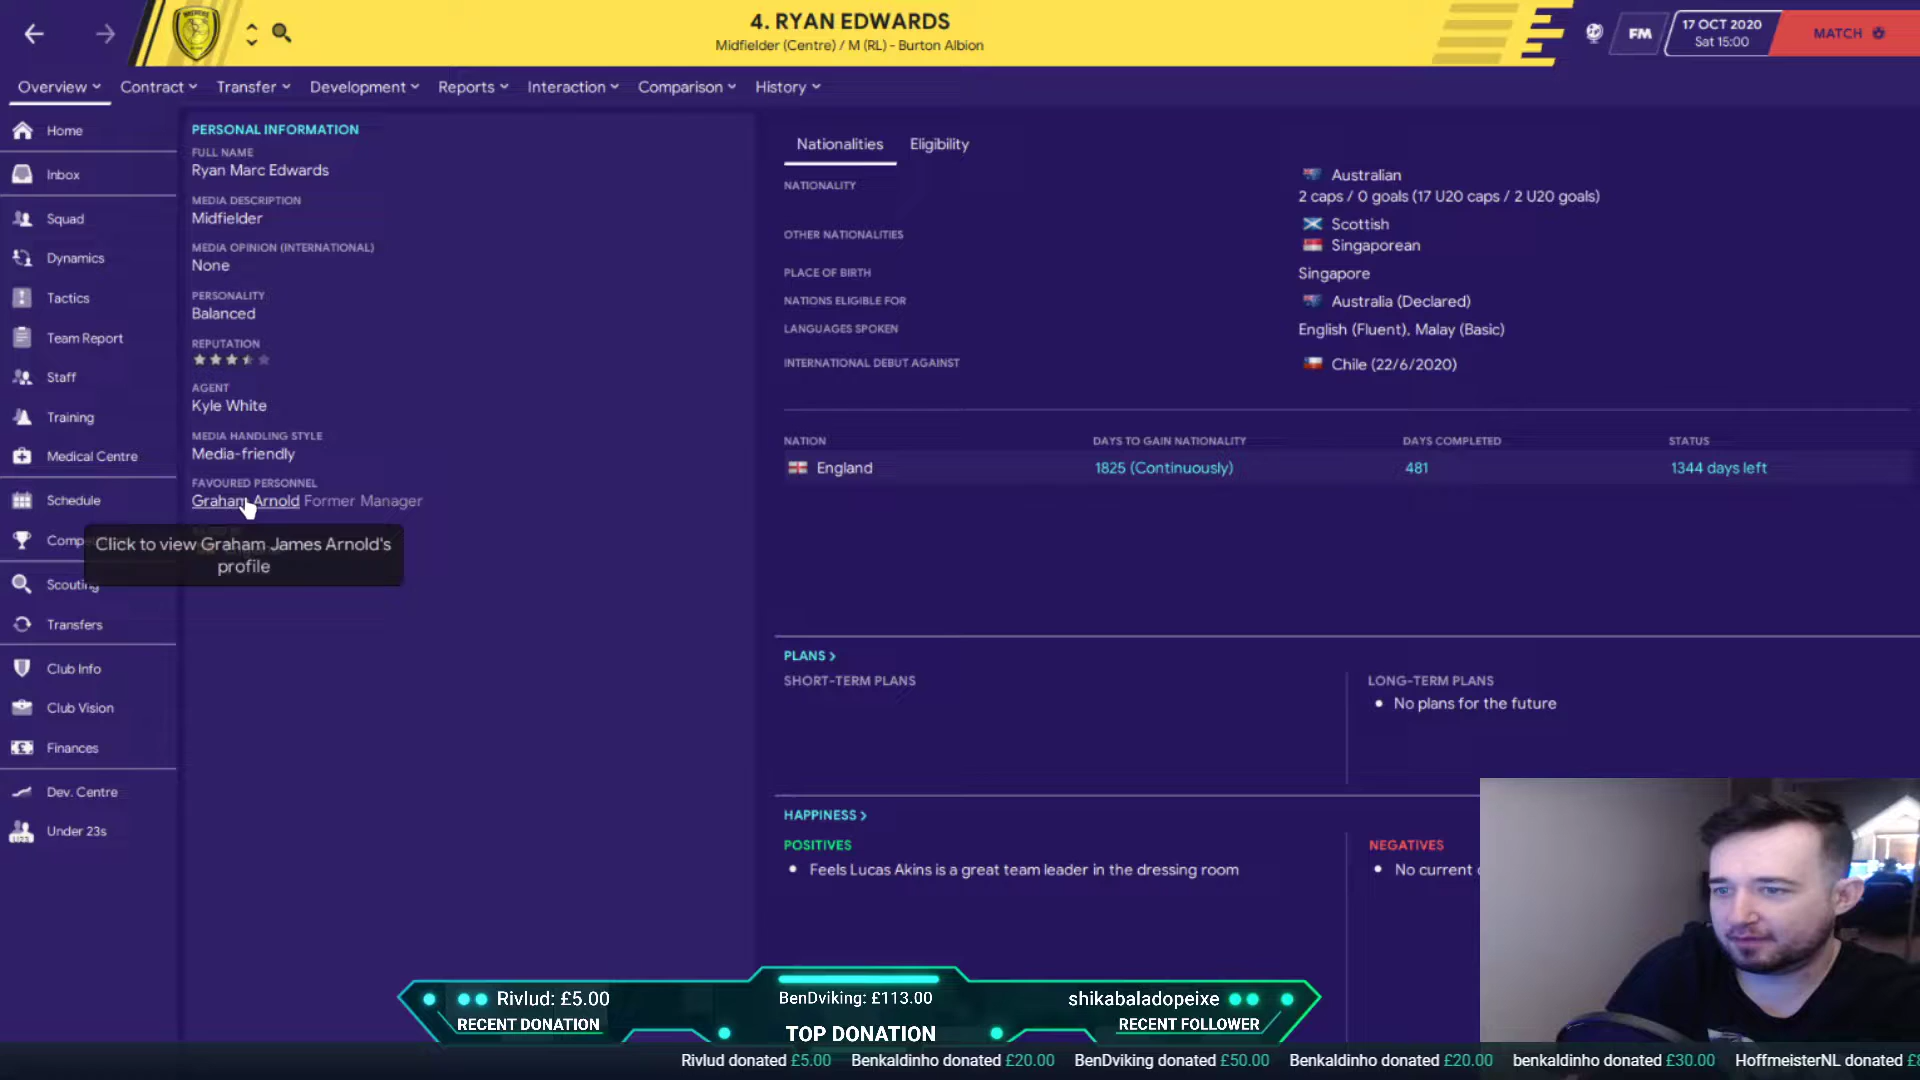 4. RYAN EDWARDS
Midfielder (Centre) / M (RL) - Burton Albion
FM
17 OCT 2020
Sat 15:00
MATCH
Overview
Contract
Transfer
Development
Reports
Interaction
Comparison
History
Home
Inbox
Squad
Dynamics
Tactics
Team Report
Staff
Training
Medical Centre
Schedule
Comp
Scouting
Transfers
Club Info
Club Vision
Finances
Dev. Centre
Under 23s
PERSONAL INFORMATION
FULL NAME
Ryan Marc Edwards
MEDIA DESCRIPTION
Midfielder
MEDIA OPINION (INTERNATIONAL)
None
PERSONALITY
Balanced
REPUTATION
AGENT
Kyle White
MEDIA HANDLING STYLE
Media-friendly
FAVOURED PERSONNEL
Graham Arnold Former Manager
Click to view Graham James Arnold's
profile
Nationalities
Eligibility
NATIONALITY
Australian
2 caps / 0 goals (17 U20 caps / 2 U20 goals)
OTHER NATIONALITIES
Scottish
Singaporean
PLACE OF BIRTH
Singapore
NATIONS ELIGIBLE FOR
Australia (Declared)
LANGUAGES SPOKEN
English (Fluent), Malay (Basic)
INTERNATIONAL DEBUT AGAINST
Chile (22/6/2020)
NATION DAYS TO GAIN NATIONALITY DAYS COMPLETED STATUS
England 1825 (Continuously) 481 1344 days left
PLANS >
SHORT-TERM PLANS
LONG-TERM PLANS
• No plans for the future
HAPPINESS >
POSITIVES
• Feels Lucas Akins is a great team leader in the dressing room
NEGATIVES
• No current
Rivlud: £5.00
RECENT DONATION
BenDviking: £113.00
TOP DONATION
shikabaladopeixe
RECENT FOLLOWER
Rivlud donated £5.00 Benkaldinho donated £20.00 BenDviking donated £50.00 Benkaldinho donated £20.00 benkaldinho donated £30.00 HoffmeisterNL donated